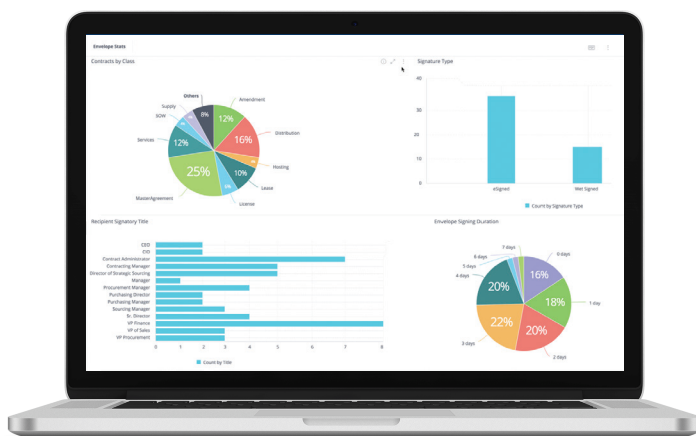 Envelope Stats
Contracts by Class
Others
Supply
SOW
Services
MasterAgreement
Amendment
Distribution
Hosting
Lease
License
8%
12%
16%
10%
25%
12%
Signature Type
40
30
20
10
0
eSigned
Wet Signed
Count by Signature Type
Recipient Signatory Title
CEO
CIO
Contract Administrator
Contracting Manager
Director of Strategic Sourcing
Manager
Procurement Manager
Purchasing Director
Purchasing Manager
Sourcing Manager
Sr. Director
VP Finance
VP of Sales
VP Procurement
0 1 2 3 4 5 6 7 8
Count by Title
Envelope Signing Duration
7 days
6 days
5 days
4 days
3 days
0 days
1 day
2 days
16%
18%
20%
22%
20%